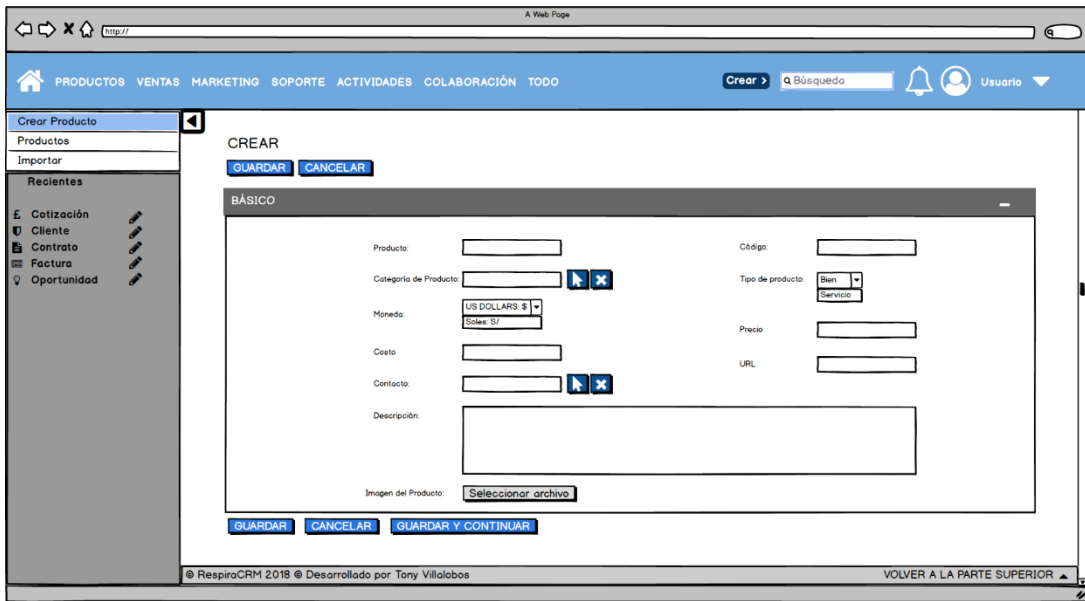 A Web Page
http://
PRODUCTOS VENTAS MARKETING SOPORTE ACTIVIDADES COLABORACIÓN TODO Crear > Búsqueda Usuario
Crear Producto
Productos
Importar
Recientes
£ Cotización
Cliente
Contrato
Factura
Oportunidad
CREAR
GUARDAR CANCELAR
BÁSICO
Producto: Código:
Categoría de Producto: Tipo de producto: Bien
Servicio
Moneda: US DOLLARS: $
Soles: S/
Precio
Costo
URL
Contacto:
Descripción:
Imagen del Producto: Seleccionar archivo
GUARDAR CANCELAR GUARDAR Y CONTINUAR
© RespiraCRM 2018 © Desarrollado por Tony Villalobos VOLVER A LA PARTE SUPERIOR